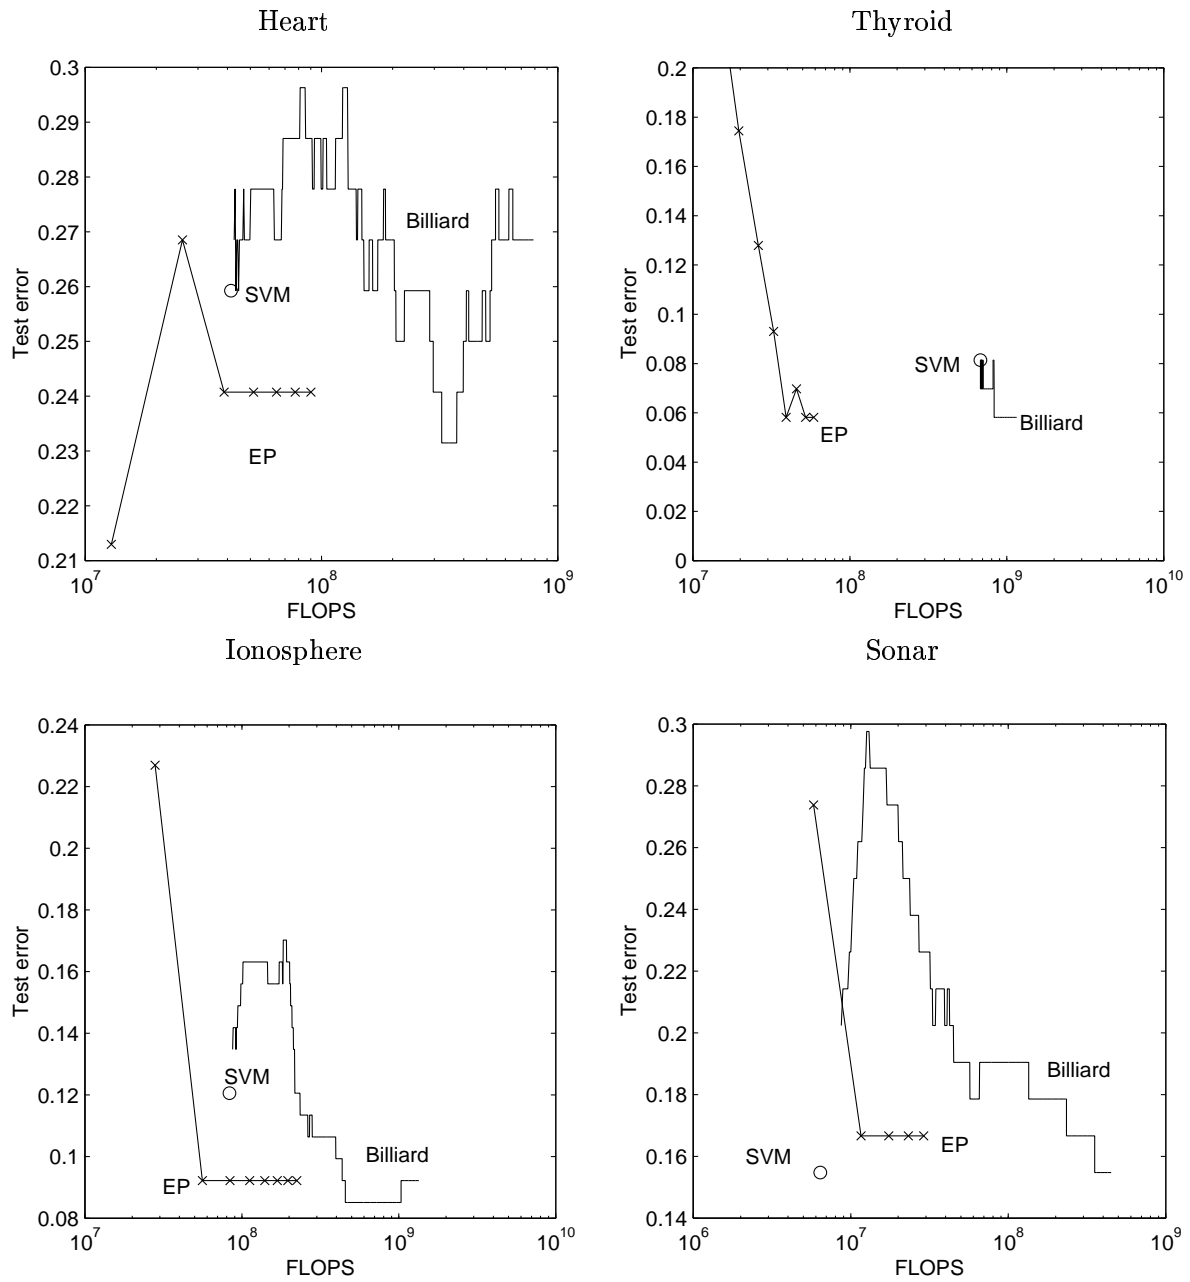 Heart
0.3
0.29
0.28
0.27
0.26
0.25
0.24
0.23
0.22
0.21
Test error
Billiard
SVM
EP
10^7
10^8
10^9
FLOPS
Thyroid
0.2
0.18
0.16
0.14
0.12
0.1
0.08
0.06
0.04
0.02
0
Test error
SVM
Billiard
EP
10^7
10^8
10^9
10^10
FLOPS
Ionosphere
0.24
0.22
0.2
0.18
0.16
0.14
0.12
0.1
0.08
Test error
SVM
Billiard
EP
10^7
10^8
10^9
10^10
FLOPS
Sonar
0.3
0.28
0.26
0.24
0.22
0.2
0.18
0.16
0.14
Test error
Billiard
EP
SVM
10^6
10^7
10^8
10^9
FLOPS